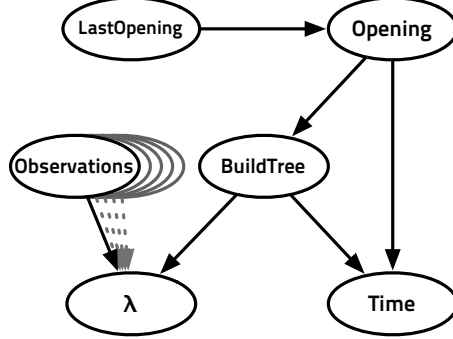 LastOpening
Opening
Observations
BuildTree
λ
Time